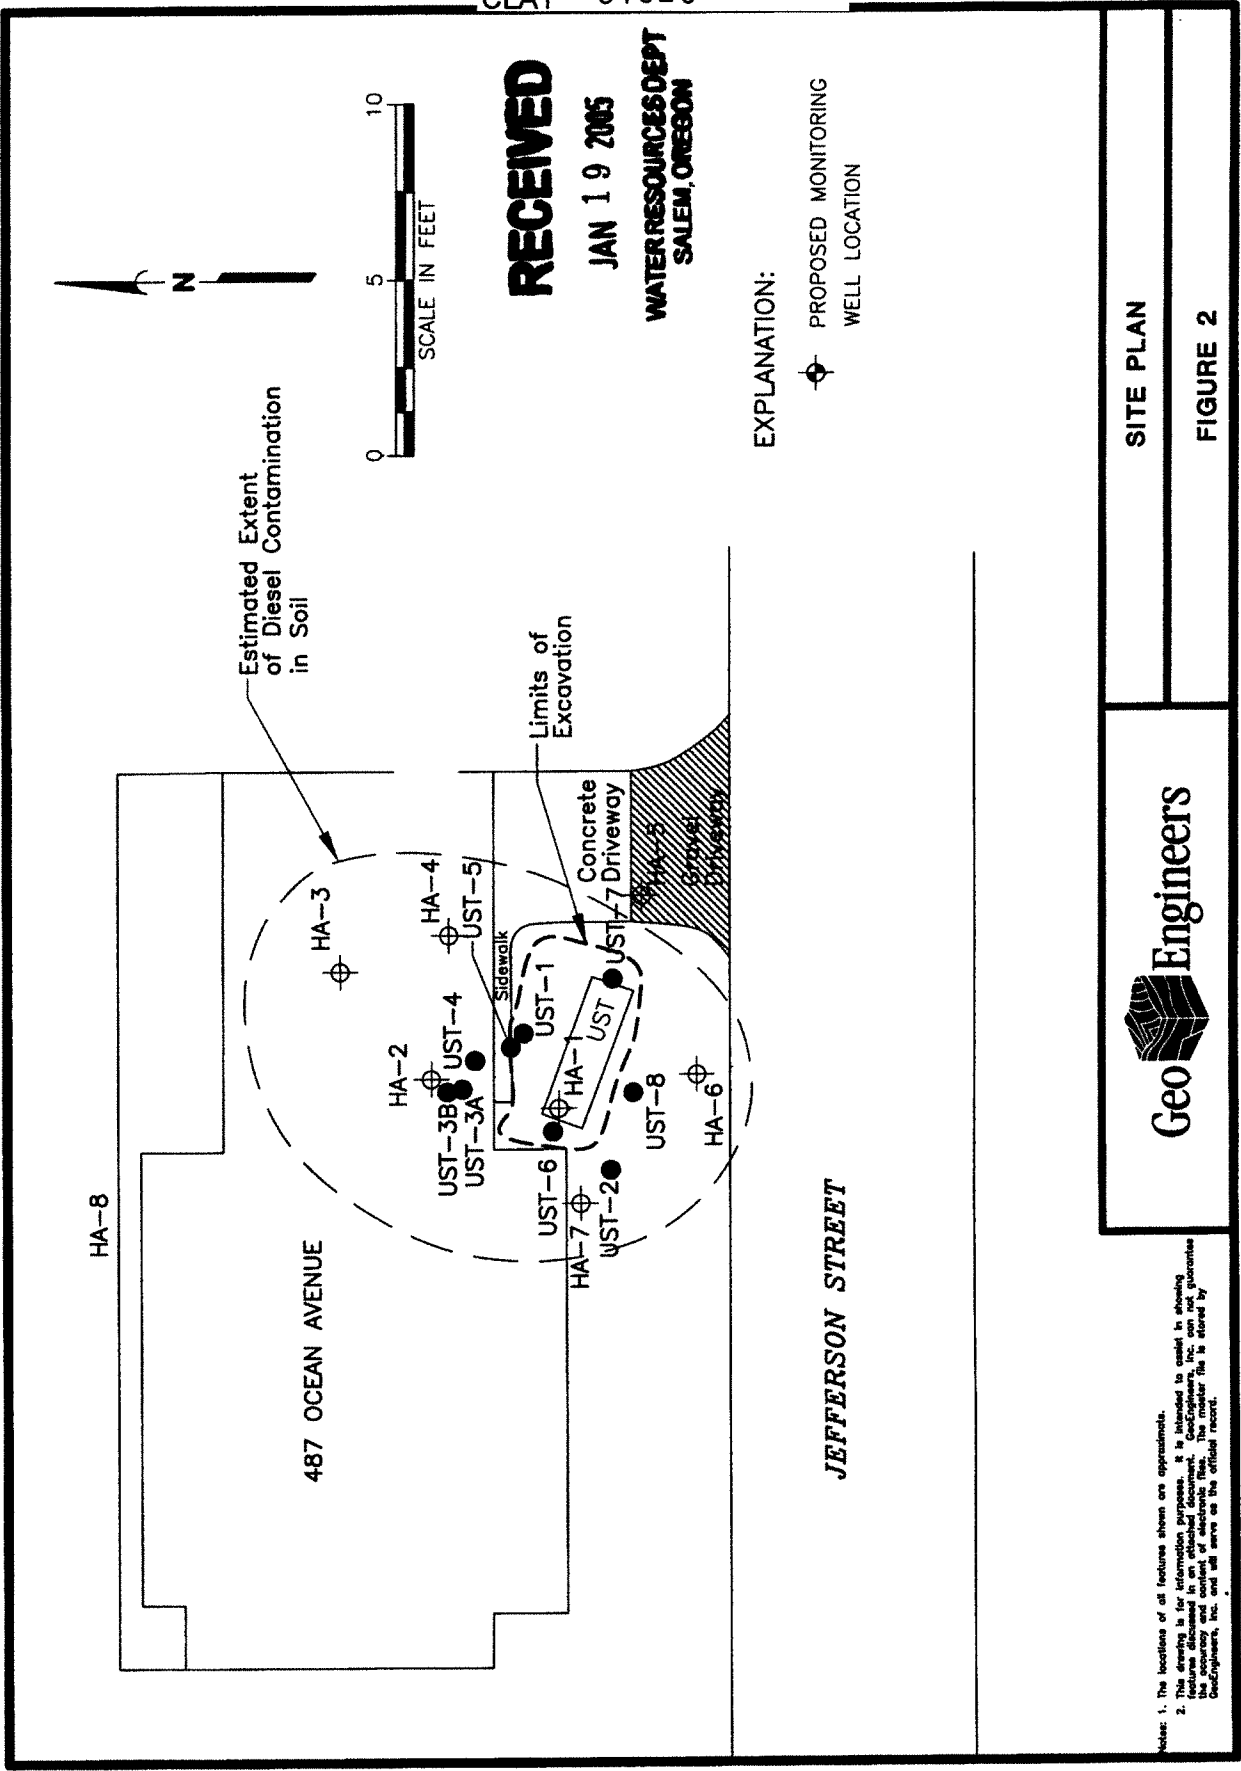 RECEIVED
JAN 19 2005
WATER RESOURCES DEPT
SALEM, OREGON
N
0
5
10
SCALE IN FEET
EXPLANATION:
PROPOSED MONITORING
WELL LOCATION
Estimated Extent
of Diesel Contamination
in Soil
Limits of
Excavation
Concrete
Driveway
Gravel
Driveway
Sidewalk
HA-8
487 OCEAN AVENUE
HA-3
HA-4
UST-5
HA-2
UST-4
UST-3B
UST-3A
UST-1
UST-7
HA-5
UST
HA-1
UST-6
UST-8
HA-6
HA-7
UST-2
JEFFERSON STREET
Notes: 1. The locations of all features shown are approximate.
2. This drawing is for information purposes. It is intended to assist in showing
features discussed in an attached document. GeoEngineers, Inc. can not guarantee
the accuracy and content of electronic files. The master file is stored by
GeoEngineers, Inc. and will serve as the official record.
GeoEngineers
SITE PLAN
FIGURE 2